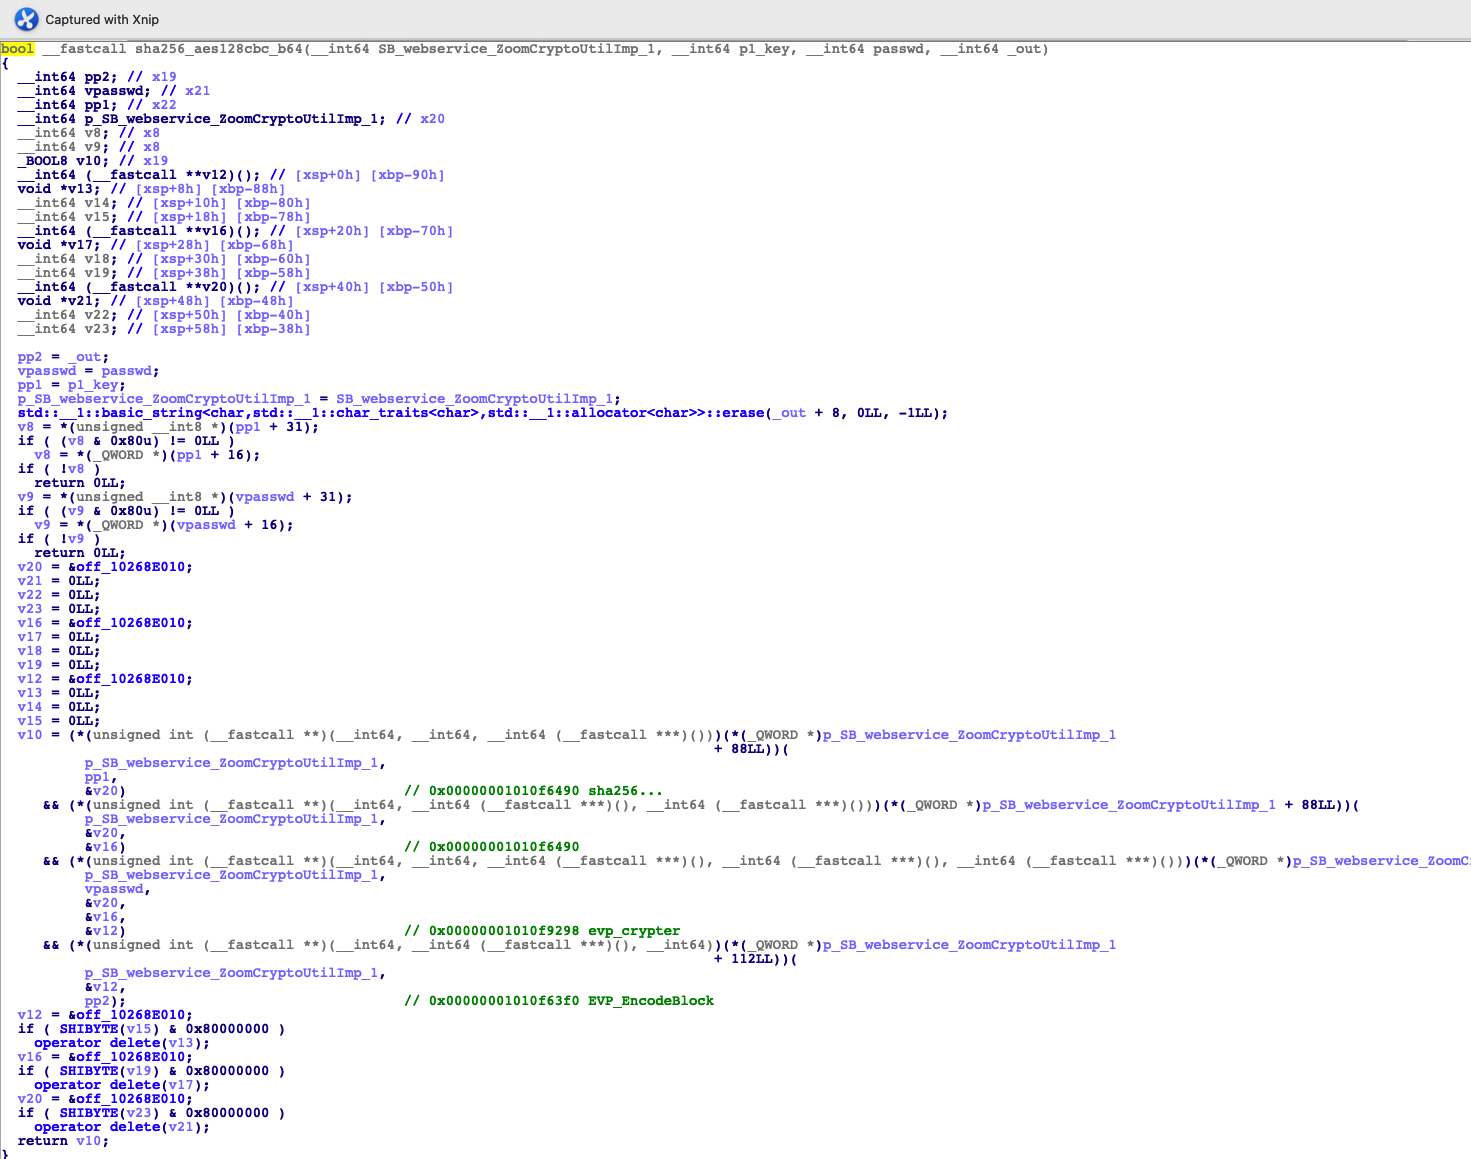 Captured with Xnip
bool __fastcall sha256_aes128cbc_b64(__int64 SB_webservice_ZoomCryptoUtilImp_1, __int64 p1_key, __int64 passwd, __int64 _out)
{
  __int64 pp2; // x19
  __int64 vpasswd; // x21
  __int64 pp1; // x22
  __int64 p_SB_webservice_ZoomCryptoUtilImp_1; // x20
  __int64 v8; // x8
  __int64 v9; // x8
  _BOOL8 v10; // x19
  __int64 (__fastcall **v12)(); // [xsp+0h] [xbp-90h]
  void *v13; // [xsp+8h] [xbp-88h]
  __int64 v14; // [xsp+10h] [xbp-80h]
  __int64 v15; // [xsp+18h] [xbp-78h]
  __int64 (__fastcall **v16)(); // [xsp+20h] [xbp-70h]
  void *v17; // [xsp+28h] [xbp-68h]
  __int64 v18; // [xsp+30h] [xbp-60h]
  __int64 v19; // [xsp+38h] [xbp-58h]
  __int64 (__fastcall **v20)(); // [xsp+40h] [xbp-50h]
  void *v21; // [xsp+48h] [xbp-48h]
  __int64 v22; // [xsp+50h] [xbp-40h]
  __int64 v23; // [xsp+58h] [xbp-38h]
  pp2 = _out;
  vpasswd = passwd;
  pp1 = p1_key;
  p_SB_webservice_ZoomCryptoUtilImp_1 = SB_webservice_ZoomCryptoUtilImp_1;
  std::__1::basic_string<char,std::__1::char_traits<char>,std::__1::allocator<char>>::erase(_out + 8, 0LL, -1LL);
  v8 = *(unsigned __int8 *)(pp1 + 31);
  if ( (v8 & 0x80u) != 0LL )
    v8 = *(_QWORD *)(pp1 + 16);
  if ( !v8 )
    return 0LL;
  v9 = *(unsigned __int8 *)(vpasswd + 31);
  if ( (v9 & 0x80u) != 0LL )
    v9 = *(_QWORD *)(vpasswd + 16);
  if ( !v9 )
    return 0LL;
  v20 = &off_10268E010;
  v21 = 0LL;
  v22 = 0LL;
  v23 = 0LL;
  v16 = &off_10268E010;
  v17 = 0LL;
  v18 = 0LL;
  v19 = 0LL;
  v12 = &off_10268E010;
  v13 = 0LL;
  v14 = 0LL;
  v15 = 0LL;
  v10 = (*(unsigned int (__fastcall **)(__int64, __int64, __int64 (__fastcall ***)()))(*(_QWORD *)p_SB_webservice_ZoomCryptoUtilImp_1
                                                                                     + 88LL))(
          p_SB_webservice_ZoomCryptoUtilImp_1,
          pp1,
          &v20)                                 // 0x00000001010f6490 sha256...
     && (*(unsigned int (__fastcall **)(__int64, __int64 (__fastcall ***)(), __int64 (__fastcall ***)()))(*(_QWORD *)p_SB_webservice_ZoomCryptoUtilImp_1 + 88LL))(
          p_SB_webservice_ZoomCryptoUtilImp_1,
          &v20,
          &v16)                                 // 0x00000001010f6490
     && (*(unsigned int (__fastcall **)(__int64, __int64, __int64 (__fastcall ***)(), __int64 (__fastcall ***)(), __int64 (__fastcall ***)()))(*(_QWORD *)p_SB_webservice_ZoomC
          p_SB_webservice_ZoomCryptoUtilImp_1,
          vpasswd,
          &v20,
          &v16,
          &v12)                                 // 0x00000001010f9298 evp_crypter
     && (*(unsigned int (__fastcall **)(__int64, __int64 (__fastcall ***)(), __int64))(*(_QWORD *)p_SB_webservice_ZoomCryptoUtilImp_1
                                                                                     + 112LL))(
          p_SB_webservice_ZoomCryptoUtilImp_1,
          &v12,
          pp2);                                 // 0x00000001010f63f0 EVP_EncodeBlock
  v12 = &off_10268E010;
  if ( SHIBYTE(v15) & 0x80000000 )
    operator delete(v13);
  v16 = &off_10268E010;
  if ( SHIBYTE(v19) & 0x80000000 )
    operator delete(v17);
  v20 = &off_10268E010;
  if ( SHIBYTE(v23) & 0x80000000 )
    operator delete(v21);
  return v10;
}